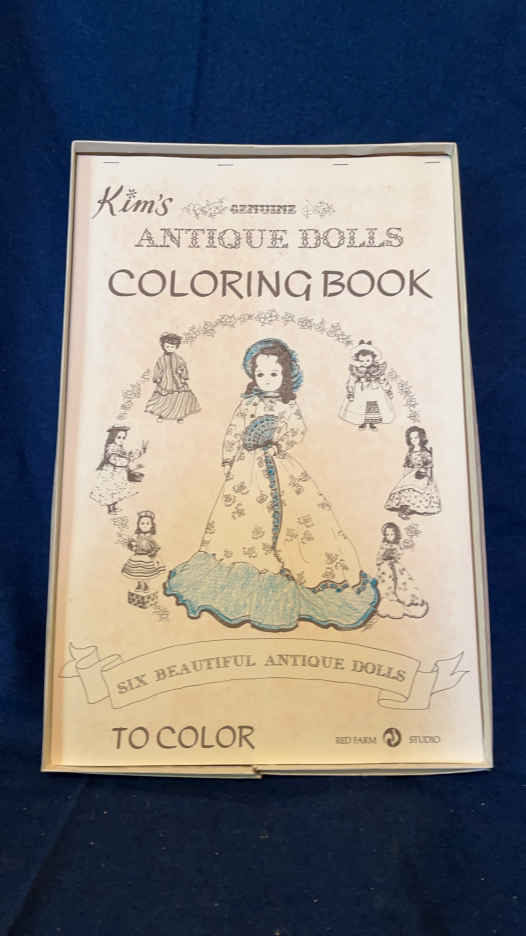 Kim's GENUINE
ANTIQUE DOLLS
COLORING BOOK
SIX BEAUTIFUL ANTIQUE DOLLS
TO COLOR
RED FARM STUDIO